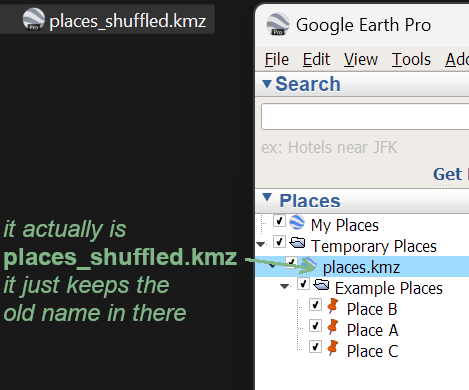 places_shuffled.kmz
Google Earth Pro
File Edit View Tools
Search
ex: Hotels near JFK
Get
Places
it actually is
places_shuffled.kmz
it just keeps the
old name in there
My Places
Temporary Places
places.kmz
Example Places
Place B
Place A
Place C